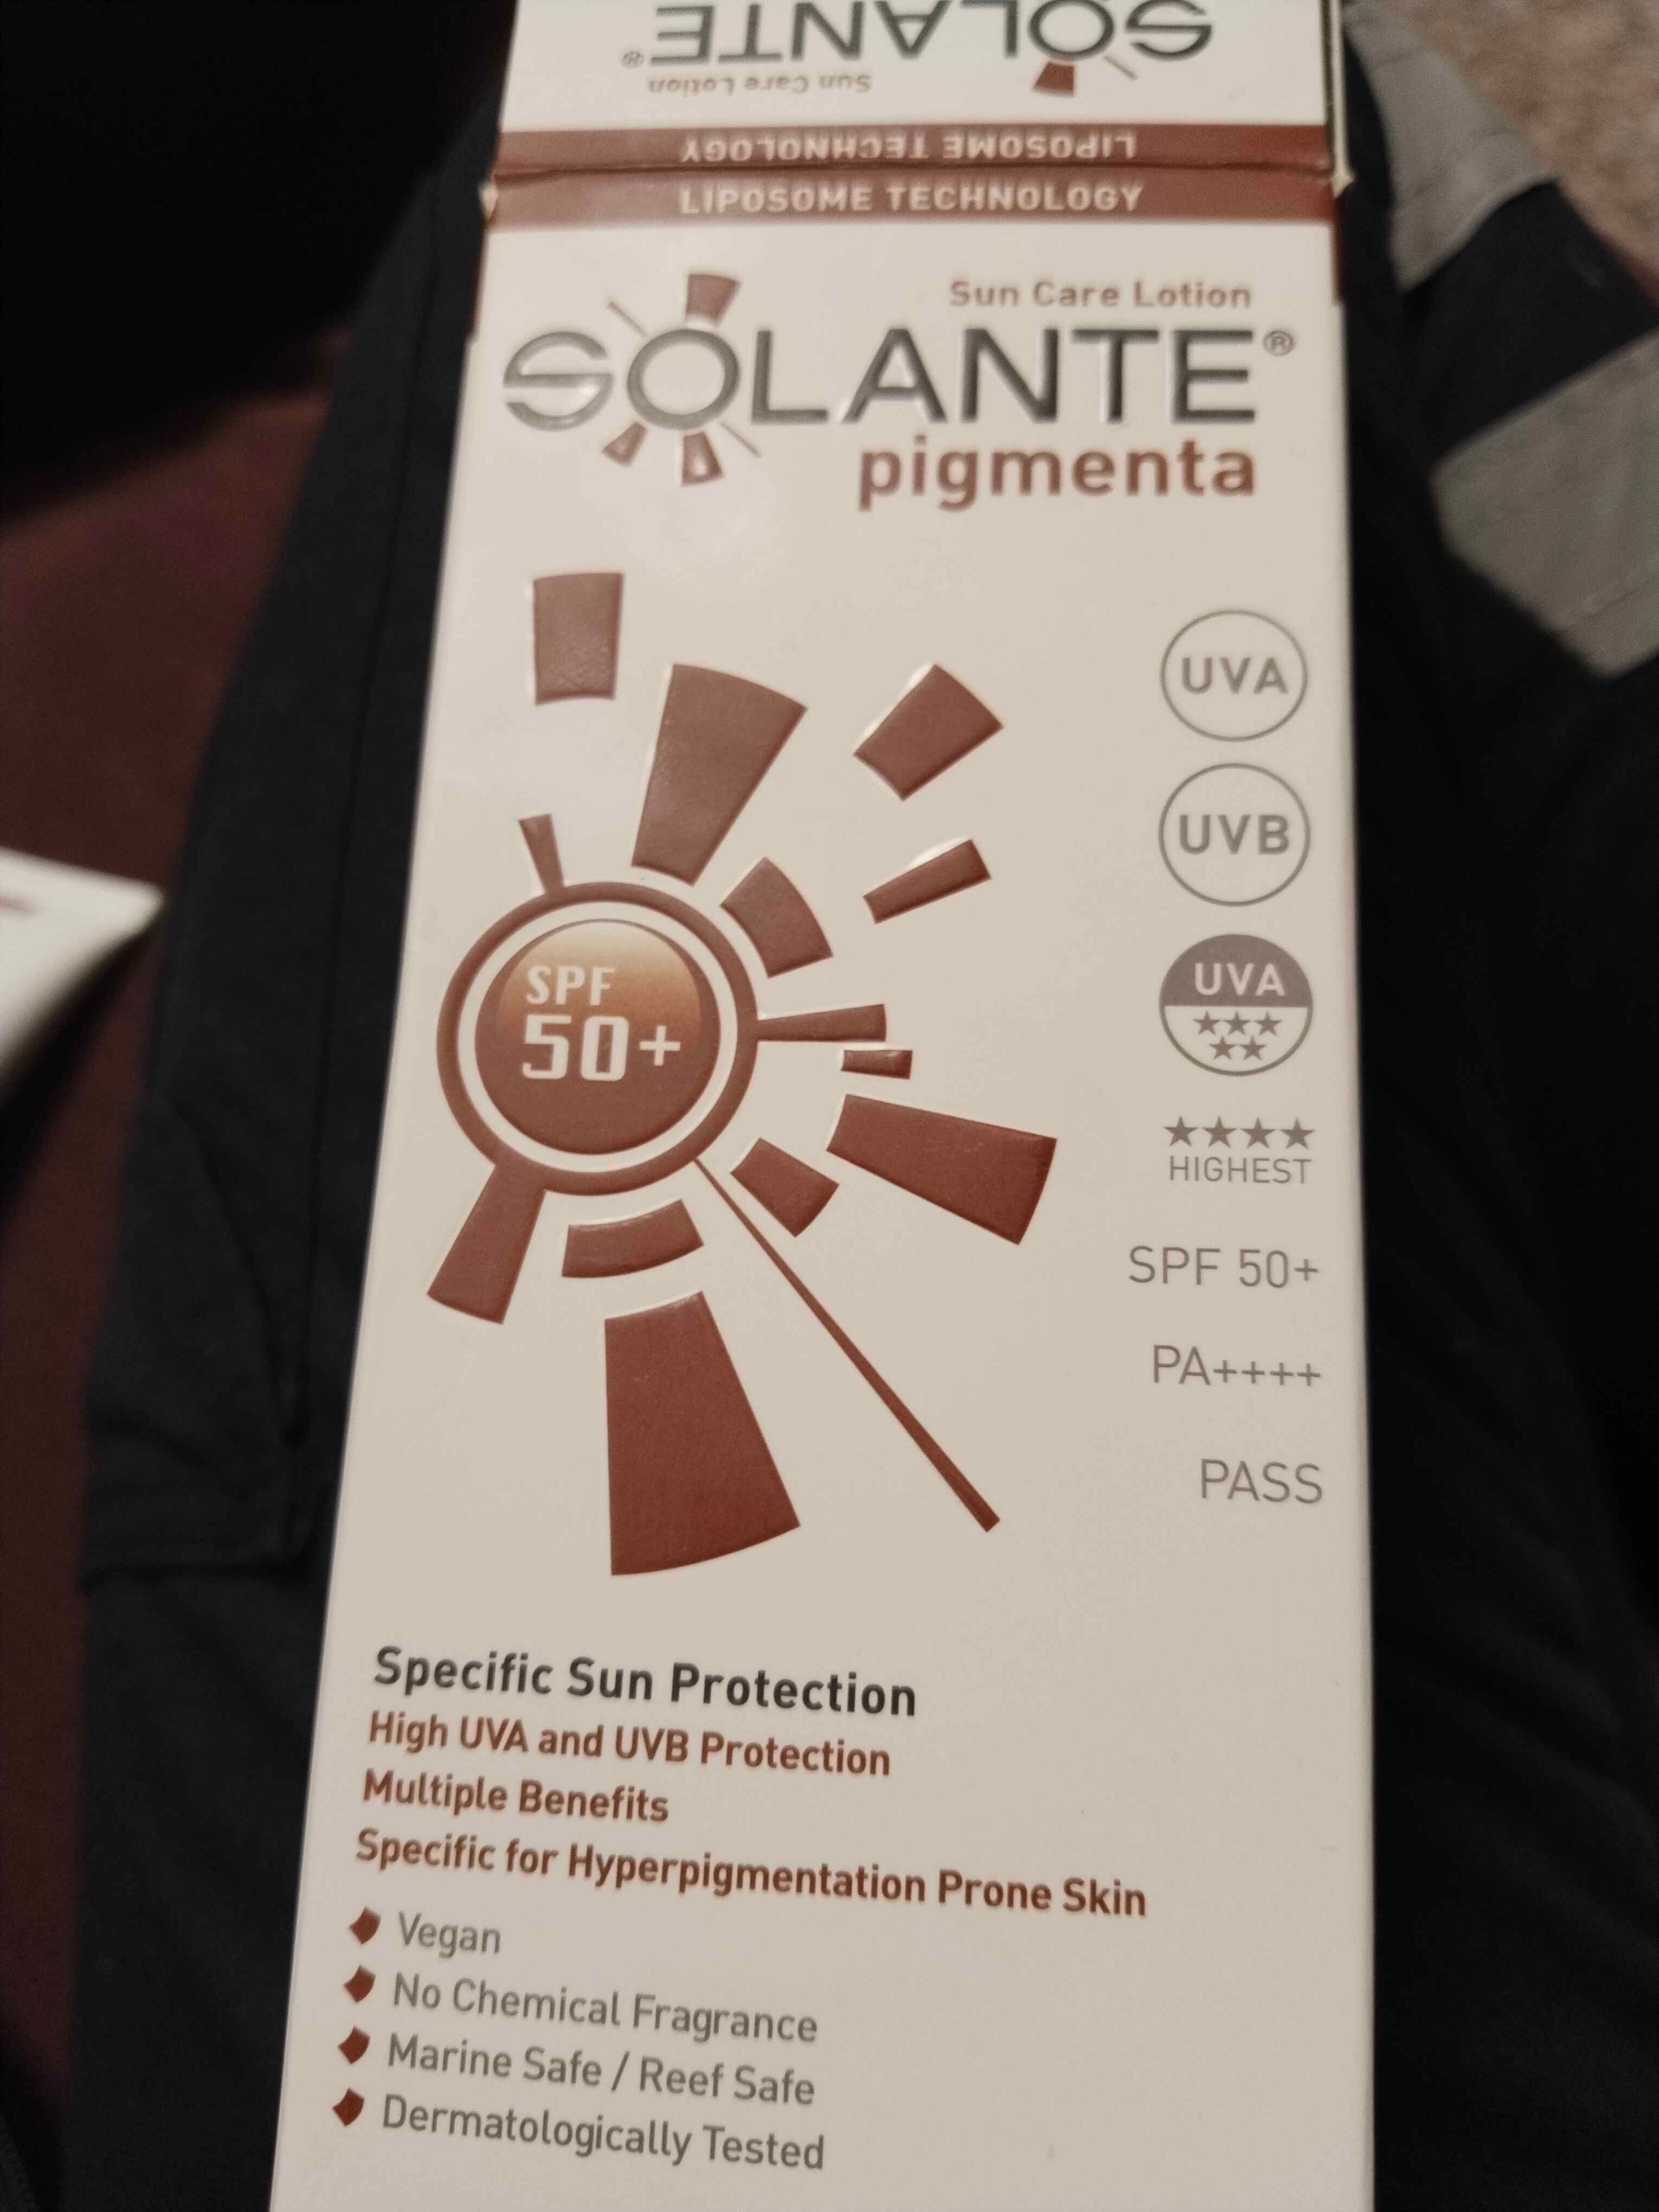 SOLANTE®
Sun Care Lotion
LIPOSOME TECHNOLOGY
LIPOSOME TECHNOLOGY
Sun Care Lotion
SOLANTE®
pigmenta
UVA
UVB
SPF
50+
UVA
★★★
★★
★★★★
HIGHEST
SPF 50+
PA++++
PASS
Specific Sun Protection
High UVA and UVB Protection
Multiple Benefits
Specific for Hyperpigmentation Prone Skin
Vegan
No Chemical Fragrance
Marine Safe / Reef Safe
Dermatologically Tested